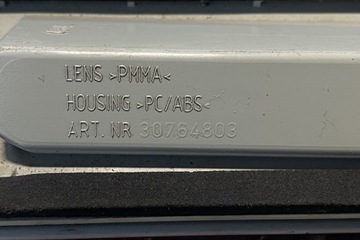 LENS >PMMA<
HOUSING >PC/ABS<
ART. NR 30764803